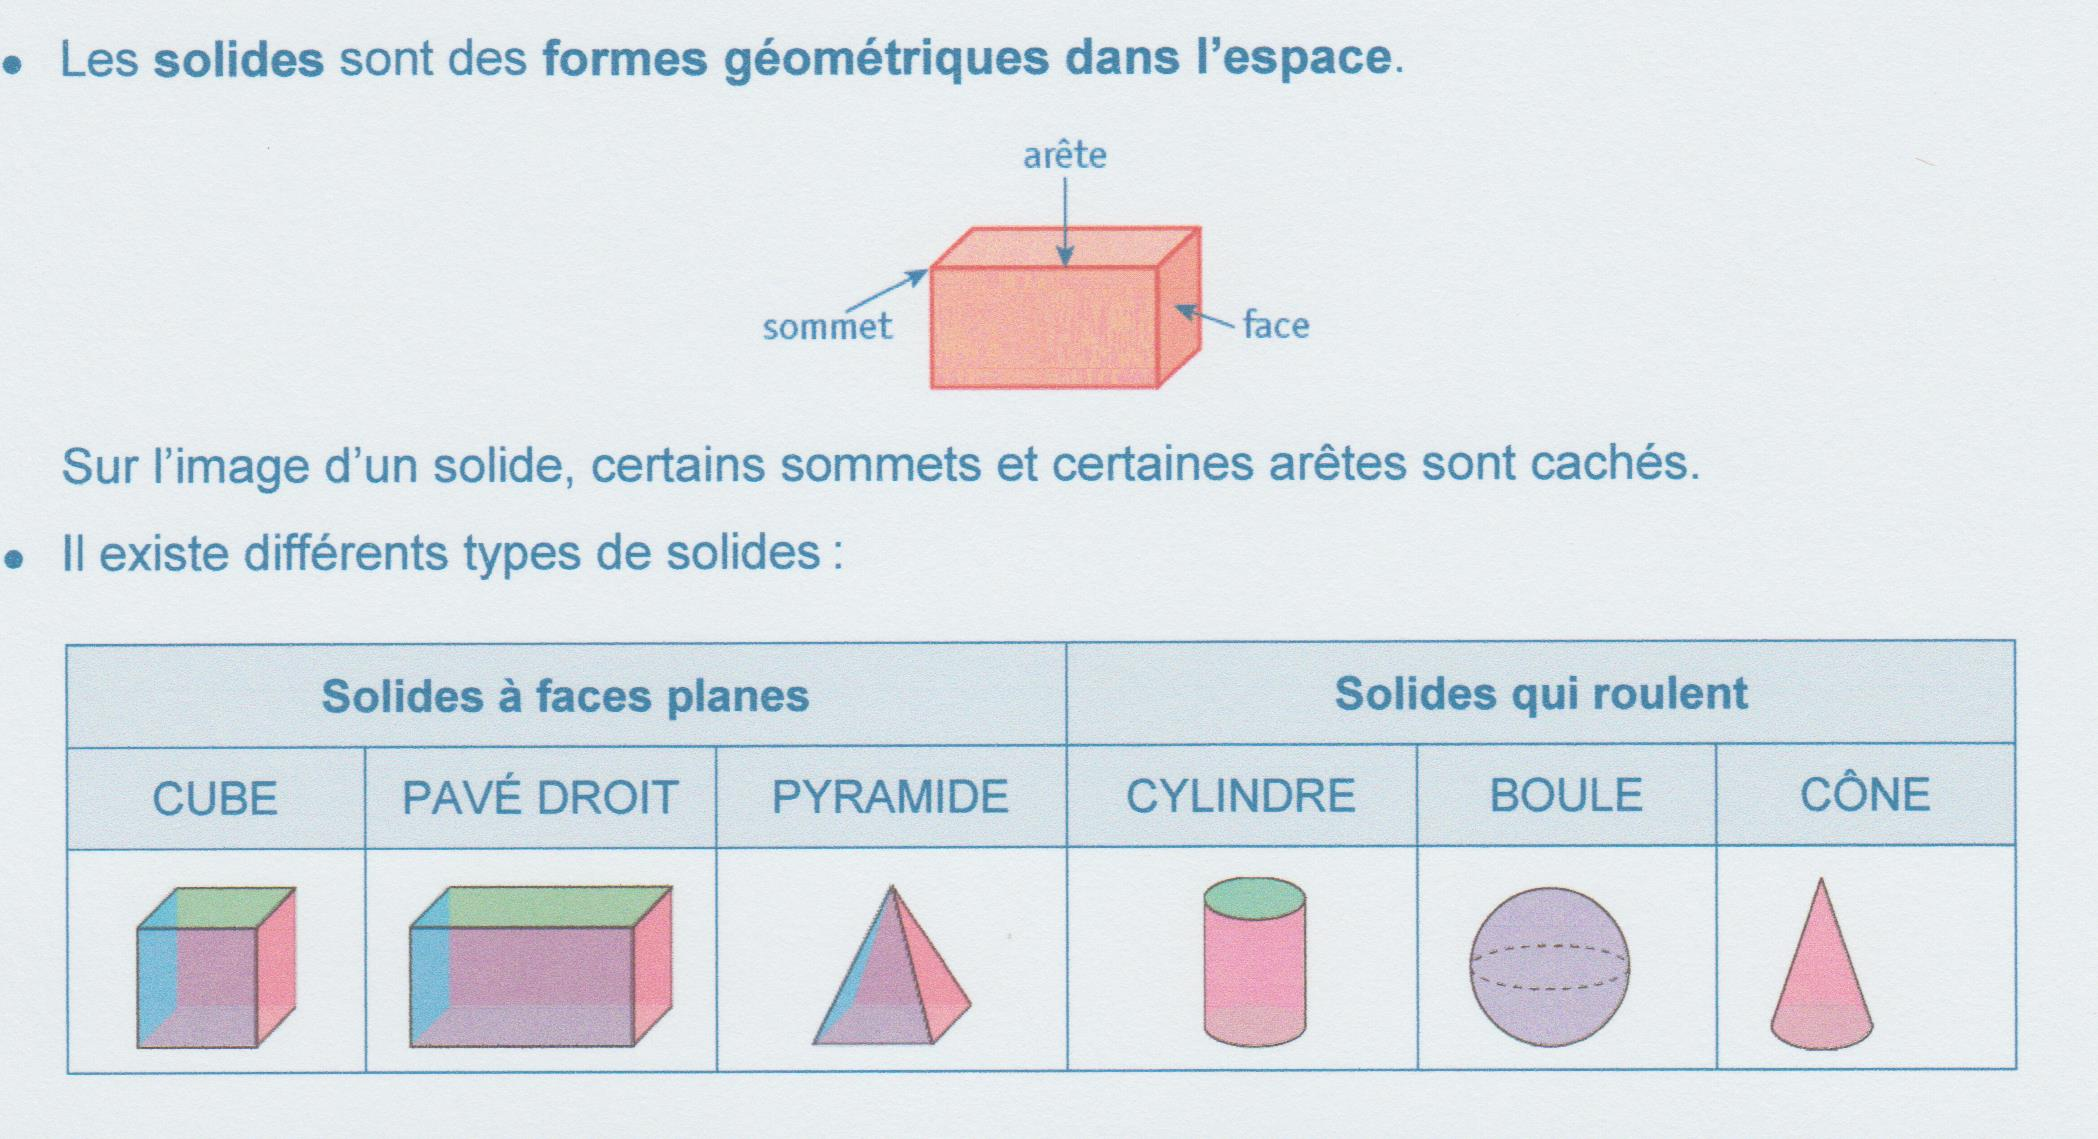 • Les solides sont des formes géométriques dans l'espace.
arête
sommet
face
Sur l'image d'un solide, certains sommets et certaines arêtes sont cachés.
• Il existe différents types de solides :
Solides à faces planes Solides qui roulent
CUBE PAVÉ DROIT PYRAMIDE CYLINDRE BOULE CÔNE